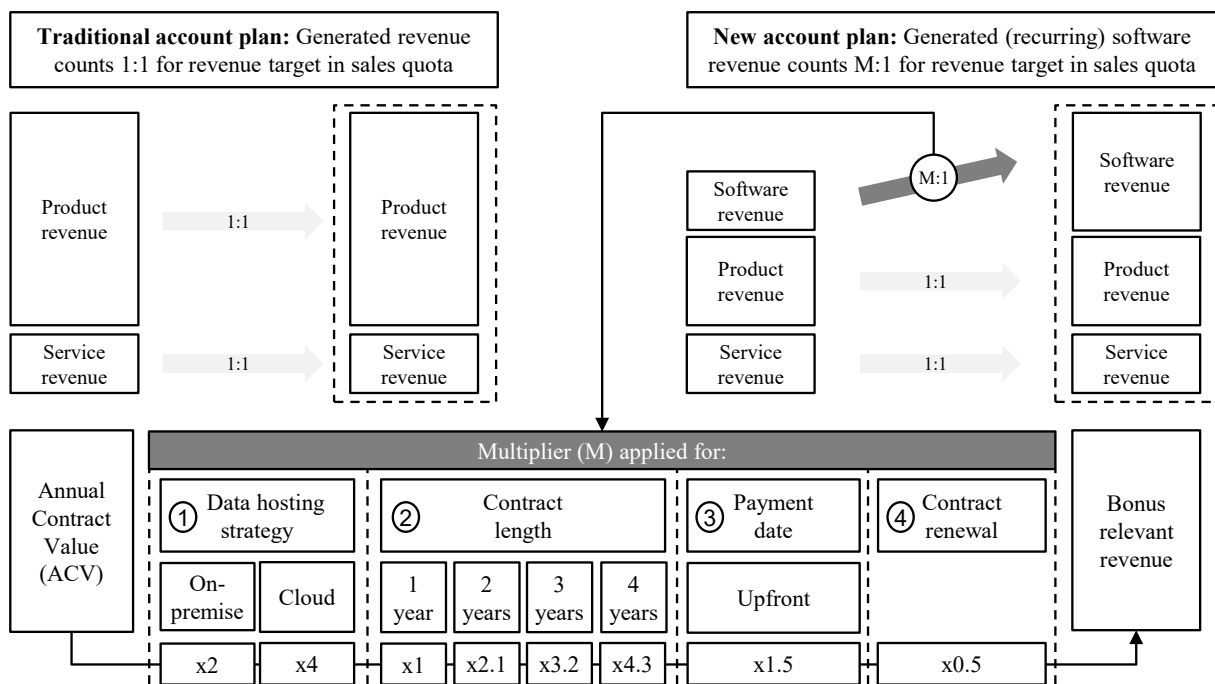 Traditional account plan: Generated revenue
counts 1:1 for revenue target in sales quota
New account plan: Generated (recurring) software
revenue counts M:1 for revenue target in sales quota
Product
revenue
1:1
Product
revenue
Service
revenue
1:1
Service
revenue
Software
revenue
M:1
Software
revenue
Product
revenue
1:1
Product
revenue
Service
revenue
1:1
Service
revenue
Annual
Contract
Value
(ACV)
Multiplier (M) applied for:
1 Data hosting
strategy
2 Contract
length
3 Payment
date
4 Contract
renewal
On-
premise
Cloud
1
year
2
years
3
years
4
years
Upfront
x2
x4
x1
x2.1
x3.2
x4.3
x1.5
x0.5
Bonus
relevant
revenue